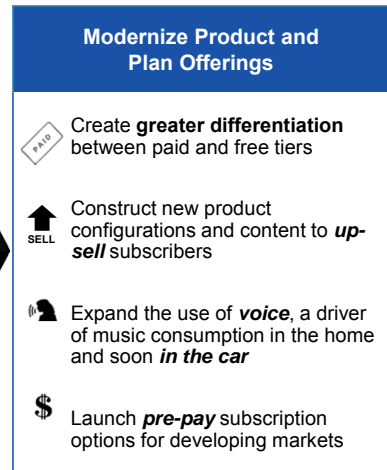 Modernize Product and
Plan Offerings
PAID
Create greater differentiation
between paid and free tiers
SELL
Construct new product
configurations and content to up-
sell subscribers
Expand the use of voice, a driver
of music consumption in the home
and soon in the car
$
Launch pre-pay subscription
options for developing markets